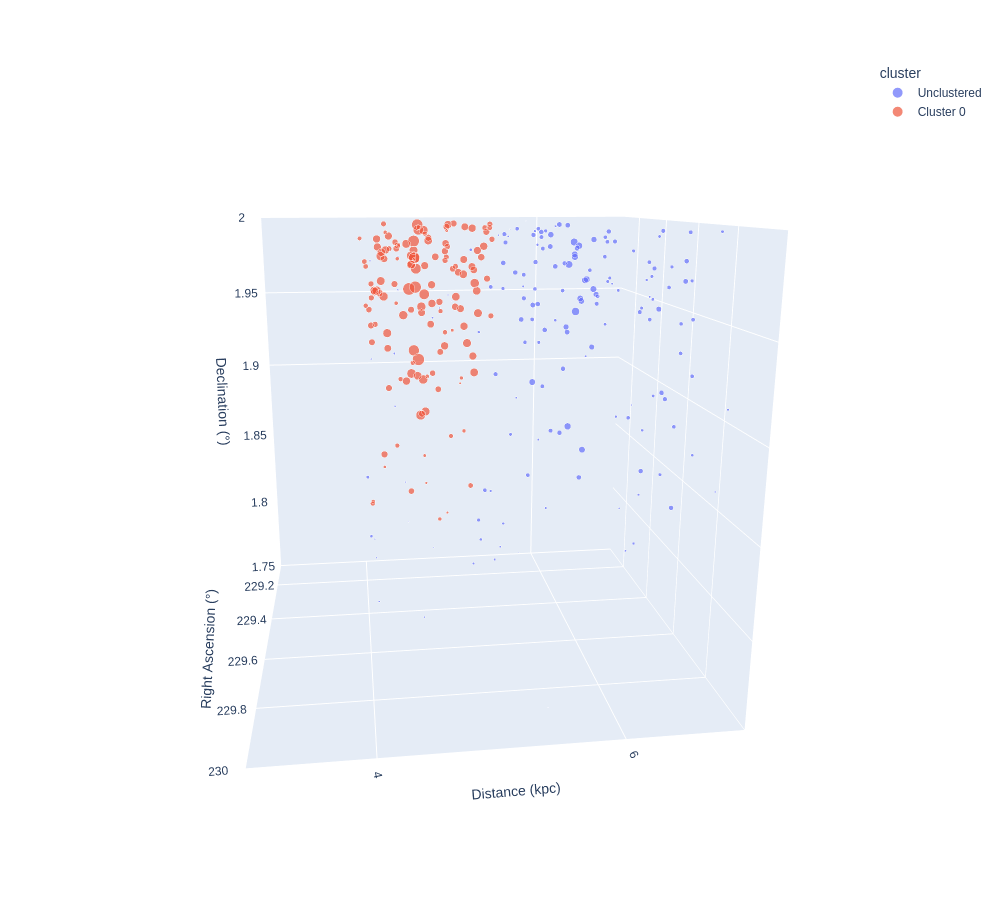 cluster
Unclustered
Cluster 0
2
1.95
1.9
1.85
1.8
1.75
Declination (°)
229.2
229.4
229.6
229.8
230
Right Ascension (°)
4
6
Distance (kpc)